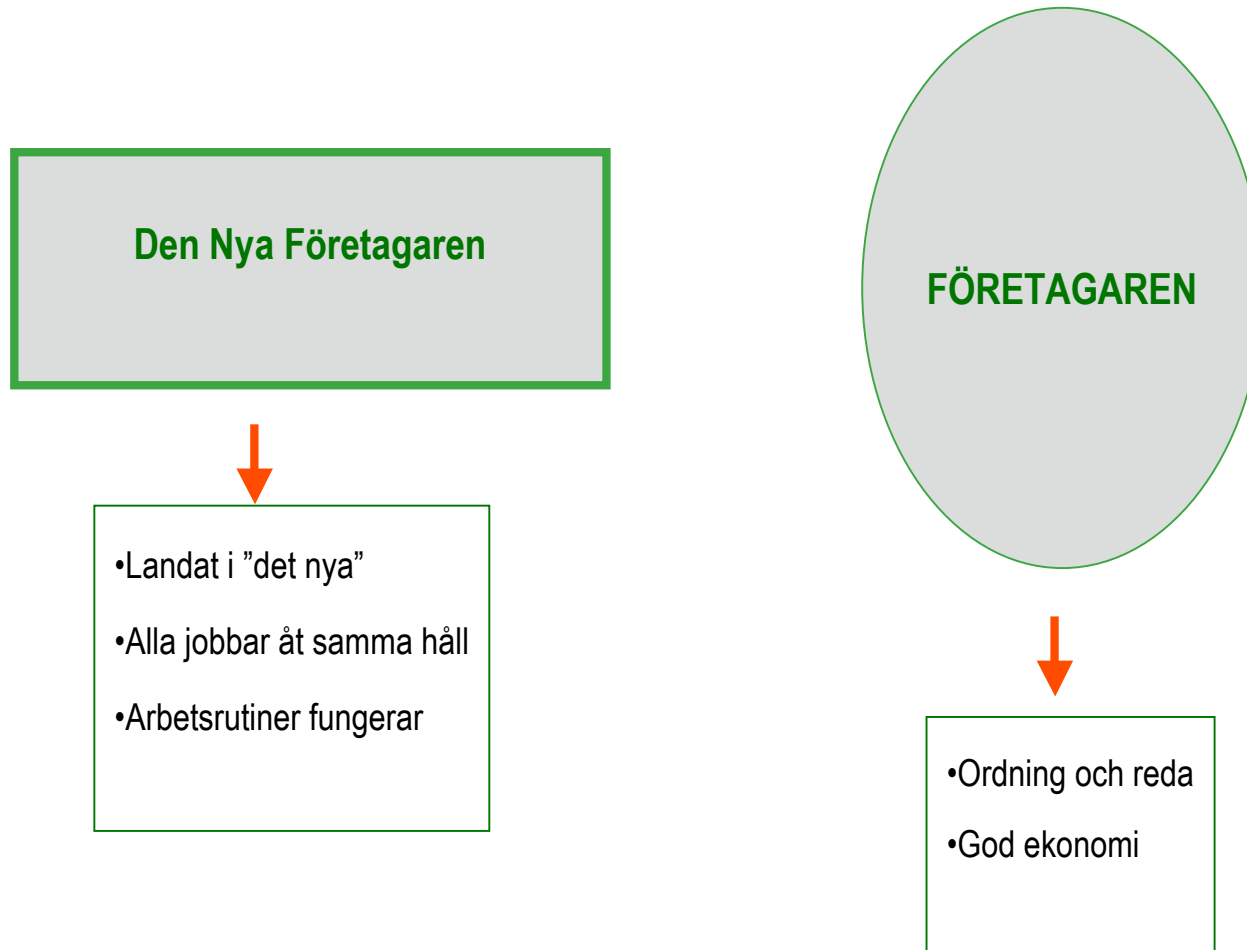 Den Nya Företagaren
•Landat i ”det nya”
•Alla jobbar åt samma håll
•Arbetsrutiner fungerar
FÖRETAGAREN
•Ordning och reda
•God ekonomi